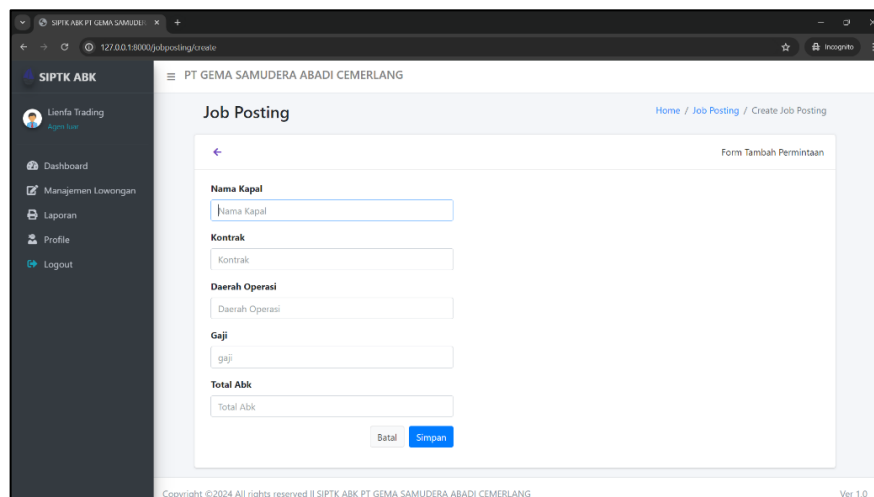 SIPTK ABK PT GEMA SAMUDER
127.0.0.1:8000/jobposting/create
Incognito
SIPTK ABK
PT GEMA SAMUDERA ABADI CEMERLANG
Lienfa Trading
Agen luar
Job Posting
Home / Job Posting / Create Job Posting
Form Tambah Permintaan
Dashboard
Manajemen Lowongan
Laporan
Profile
Logout
Nama Kapal
Nama Kapal
Kontrak
Kontrak
Daerah Operasi
Daerah Operasi
Gaji
gaji
Total Abk
Total Abk
Batal
Simpan
Copyright ©2024 All rights reserved || SIPTK ABK PT GEMA SAMUDERA ABADI CEMERLANG
Ver 1.0